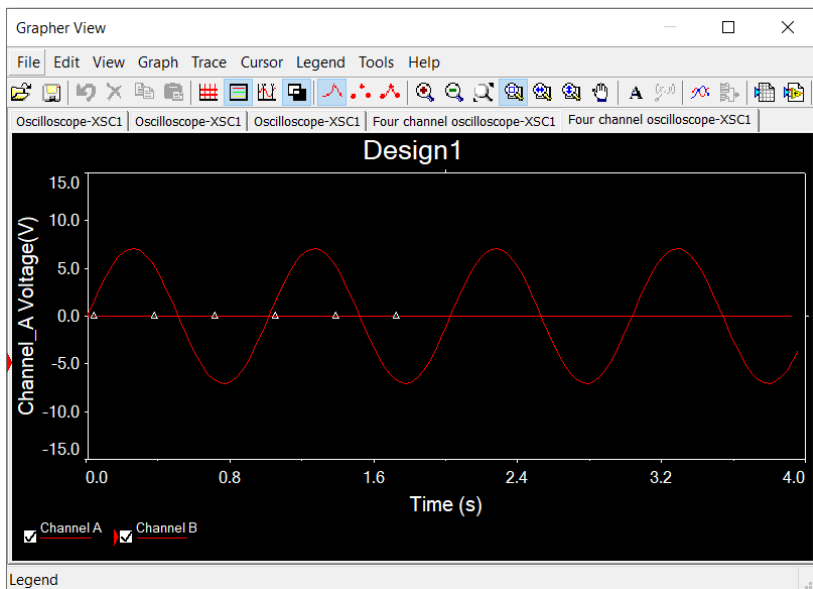 Grapher View
File Edit View Graph Trace Cursor Legend Tools Help
A
Oscilloscope-XSC1 Oscilloscope-XSC1 Oscilloscope-XSC1 Four channel oscilloscope-XSC1 Four channel oscilloscope-XSC1
Design1
Channel_A Voltage(V)
15.0
10.0
5.0
0.0
-5.0
-10.0
-15.0
0.0 0.8 1.6 2.4 3.2 4.0
Time (s)
Channel A Channel B
Legend